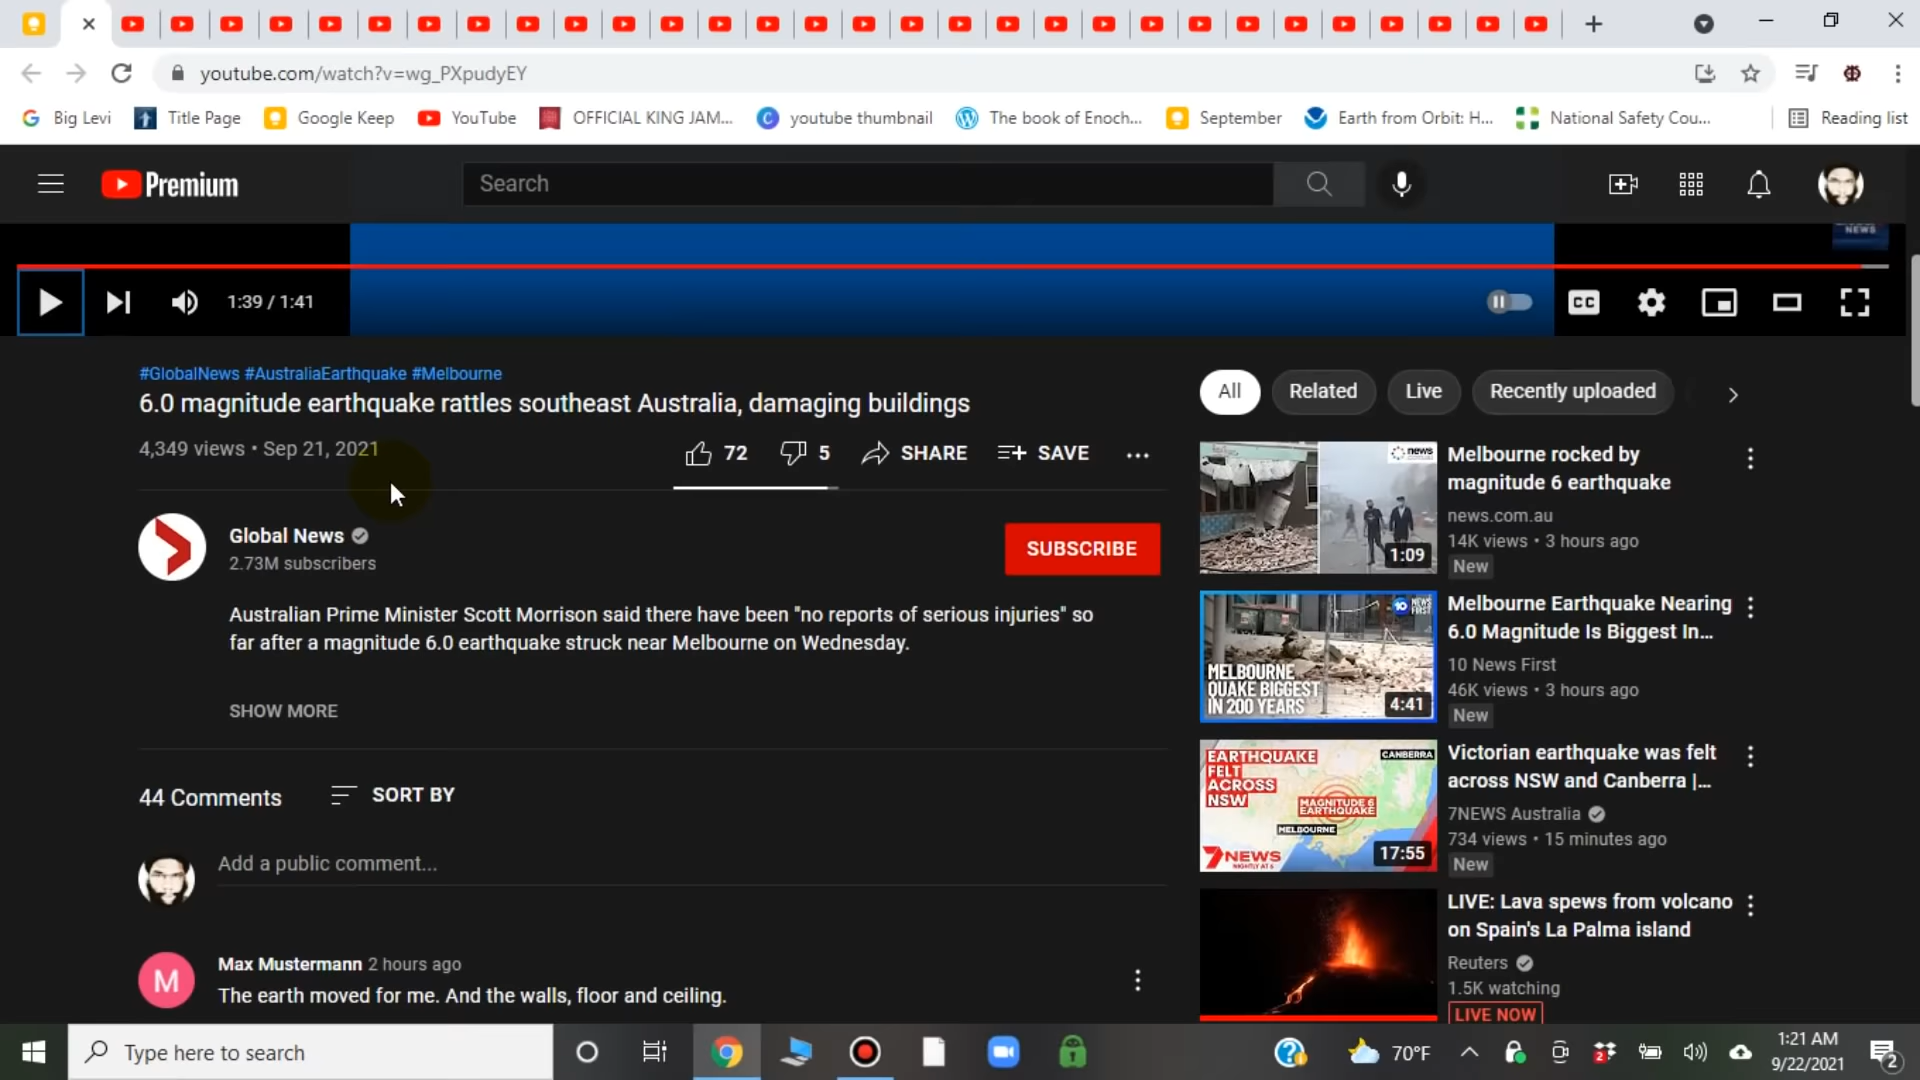 youtube.com/watch?v=wg_PXpudyEY
Big Levi
Title Page
Google Keep
YouTube
OFFICIAL KING JAM...
youtube thumbnail
The book of Enoch...
September
Earth from Orbit: H...
National Safety Cou...
Reading list
Premium
Search
NEWS
1:39 / 1:41
CC
#GlobalNews #AustraliaEarthquake #Melbourne
6.0 magnitude earthquake rattles southeast Australia, damaging buildings
4,349 views • Sep 21, 2021
72
5
SHARE
SAVE
Global News
2.73M subscribers
SUBSCRIBE
Australian Prime Minister Scott Morrison said there have been "no reports of serious injuries" so
far after a magnitude 6.0 earthquake struck near Melbourne on Wednesday.
SHOW MORE
44 Comments
SORT BY
Add a public comment...
M
Max Mustermann 2 hours ago
The earth moved for me. And the walls, floor and ceiling.
All
Related
Live
Recently uploaded
news
1:09
Melbourne rocked by
magnitude 6 earthquake
news.com.au
14K views • 3 hours ago
New
10 NEWS FIRST
MELBOURNE
QUAKE BIGGEST
IN 200 YEARS
4:41
Melbourne Earthquake Nearing
6.0 Magnitude Is Biggest In...
10 News First
46K views • 3 hours ago
New
EARTHQUAKE
FELT
ACROSS
NSW
CANBERRA
MAGNITUDE 6
EARTHQUAKE
MELBOURNE
7NEWS
NIGHTLY AT 6
17:55
Victorian earthquake was felt
across NSW and Canberra |...
7NEWS Australia
734 views • 15 minutes ago
New
LIVE: Lava spews from volcano
on Spain's La Palma island
Reuters
1.5K watching
LIVE NOW
Type here to search
70°F
2
1:21 AM
9/22/2021
2